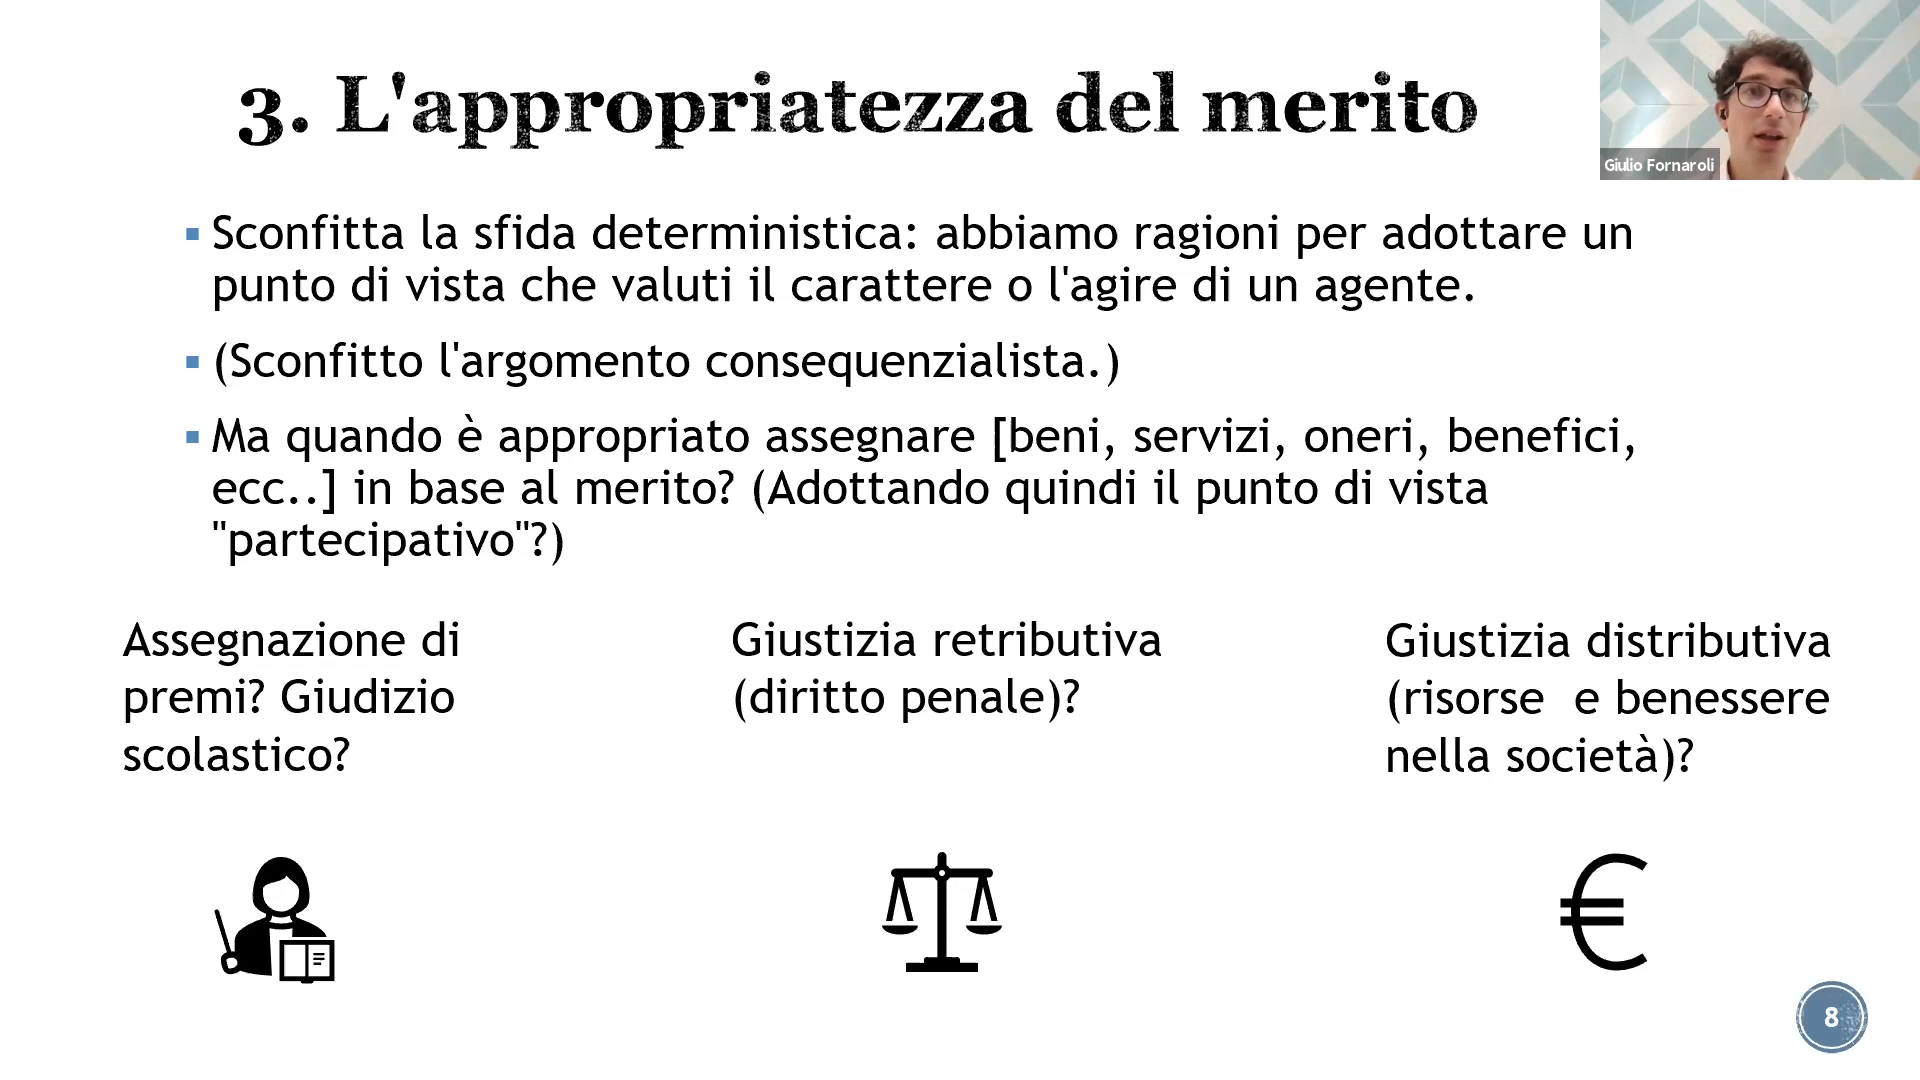 3. L'appropriatezza del merito
Giulio Fornaroli
▪ Sconfitta la sfida deterministica: abbiamo ragioni per adottare un
punto di vista che valuti il carattere o l'agire di un agente.
▪ (Sconfitto l'argomento consequenzialista.)
▪ Ma quando è appropriato assegnare [beni, servizi, oneri, benefici,
ecc..] in base al merito? (Adottando quindi il punto di vista
"partecipativo"?)
Assegnazione di
premi? Giudizio
scolastico?
Giustizia retributiva
(diritto penale)?
Giustizia distributiva
(risorse  e benessere
nella società)?
8